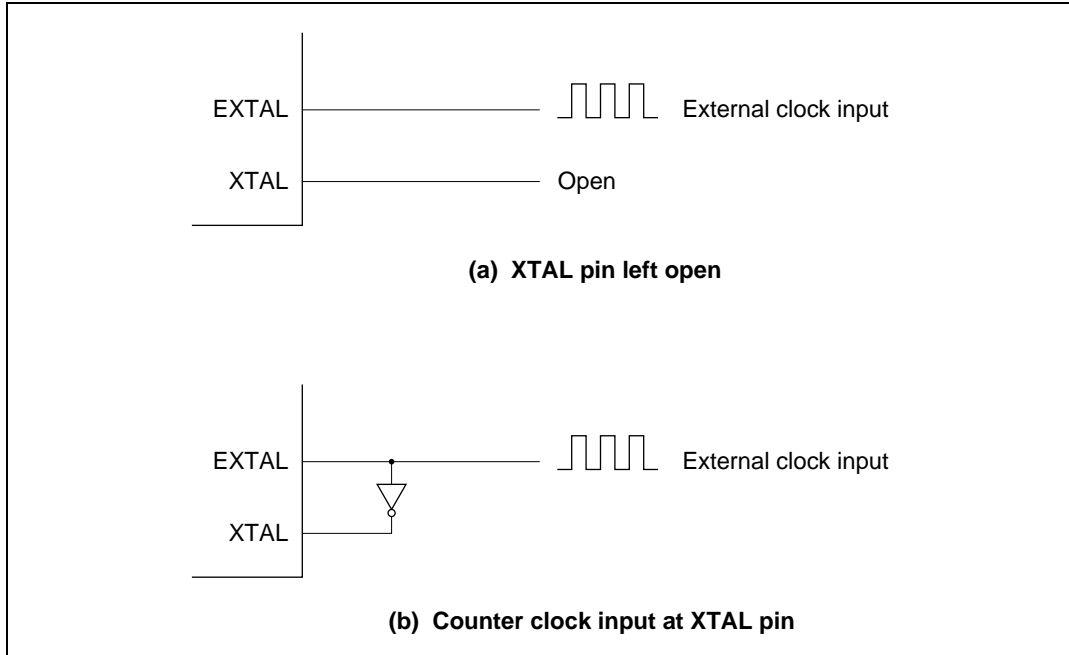 EXTAL
External clock input
XTAL
Open
(a) XTAL pin left open
EXTAL
External clock input
XTAL
(b) Counter clock input at XTAL pin